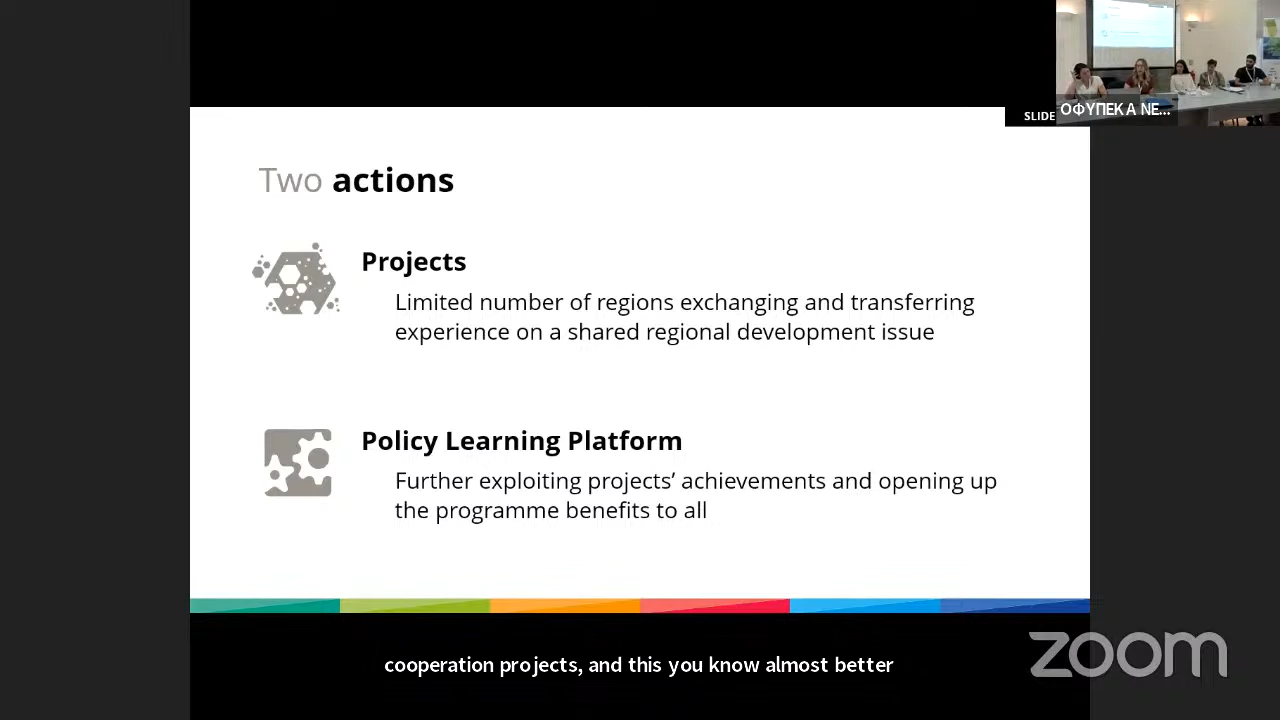 SLIDE
ΟΦΥΠΕΚΑ ΝΕ...
Two actions
Projects
Limited number of regions exchanging and transferring
experience on a shared regional development issue
Policy Learning Platform
Further exploiting projects’ achievements and opening up
the programme benefits to all
cooperation projects, and this you know almost better
zoom